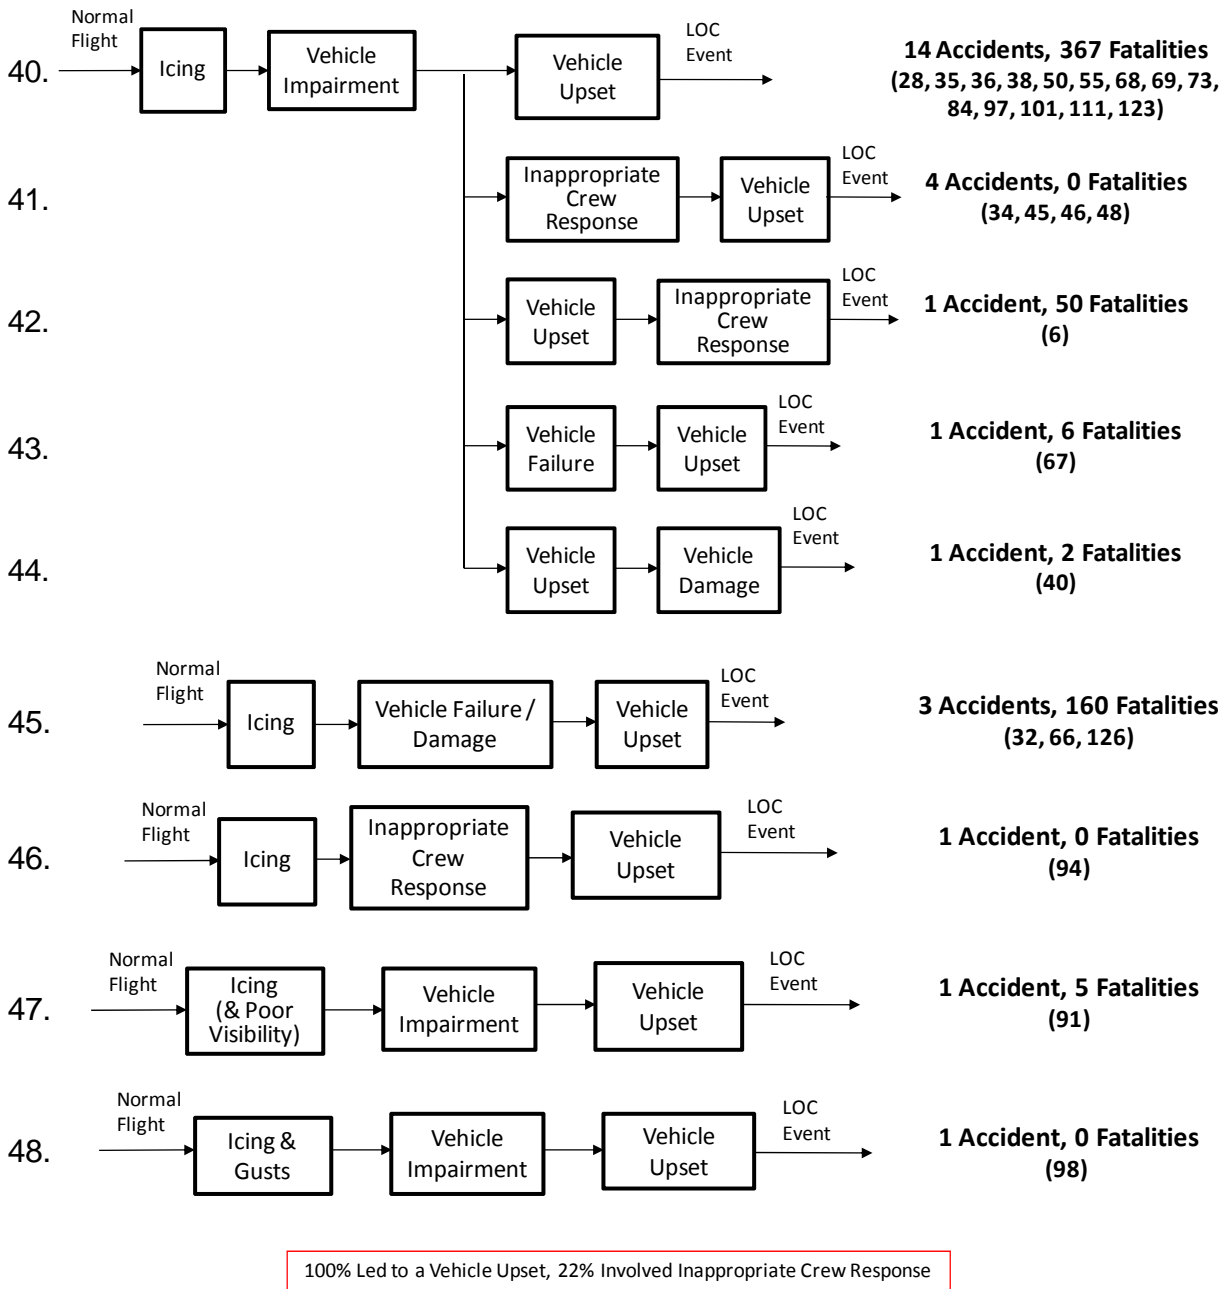 Normal
Flight
40.
Icing
Vehicle
Impairment
Vehicle
Upset
LOC
Event
14 Accidents, 367 Fatalities
(28, 35, 36, 38, 50, 55, 68, 69, 73,
84, 97, 101, 111, 123)
41.
Inappropriate
Crew
Response
Vehicle
Upset
LOC
Event
4 Accidents, 0 Fatalities
(34, 45, 46, 48)
42.
Vehicle
Upset
Inappropriate
Crew
Response
LOC
Event
1 Accident, 50 Fatalities
(6)
43.
Vehicle
Failure
Vehicle
Upset
LOC
Event
1 Accident, 6 Fatalities
(67)
44.
Vehicle
Upset
Vehicle
Damage
LOC
Event
1 Accident, 2 Fatalities
(40)
45.
Normal
Flight
Icing
Vehicle Failure /
Damage
Vehicle
Upset
LOC
Event
3 Accidents, 160 Fatalities
(32, 66, 126)
46.
Normal
Flight
Icing
Inappropriate
Crew
Response
Vehicle
Upset
LOC
Event
1 Accident, 0 Fatalities
(94)
47.
Normal
Flight
Icing
(& Poor
Visibility)
Vehicle
Impairment
Vehicle
Upset
LOC
Event
1 Accident, 5 Fatalities
(91)
48.
Normal
Flight
Icing &
Gusts
Vehicle
Impairment
Vehicle
Upset
LOC
Event
1 Accident, 0 Fatalities
(98)
100% Led to a Vehicle Upset, 22% Involved Inappropriate Crew Response